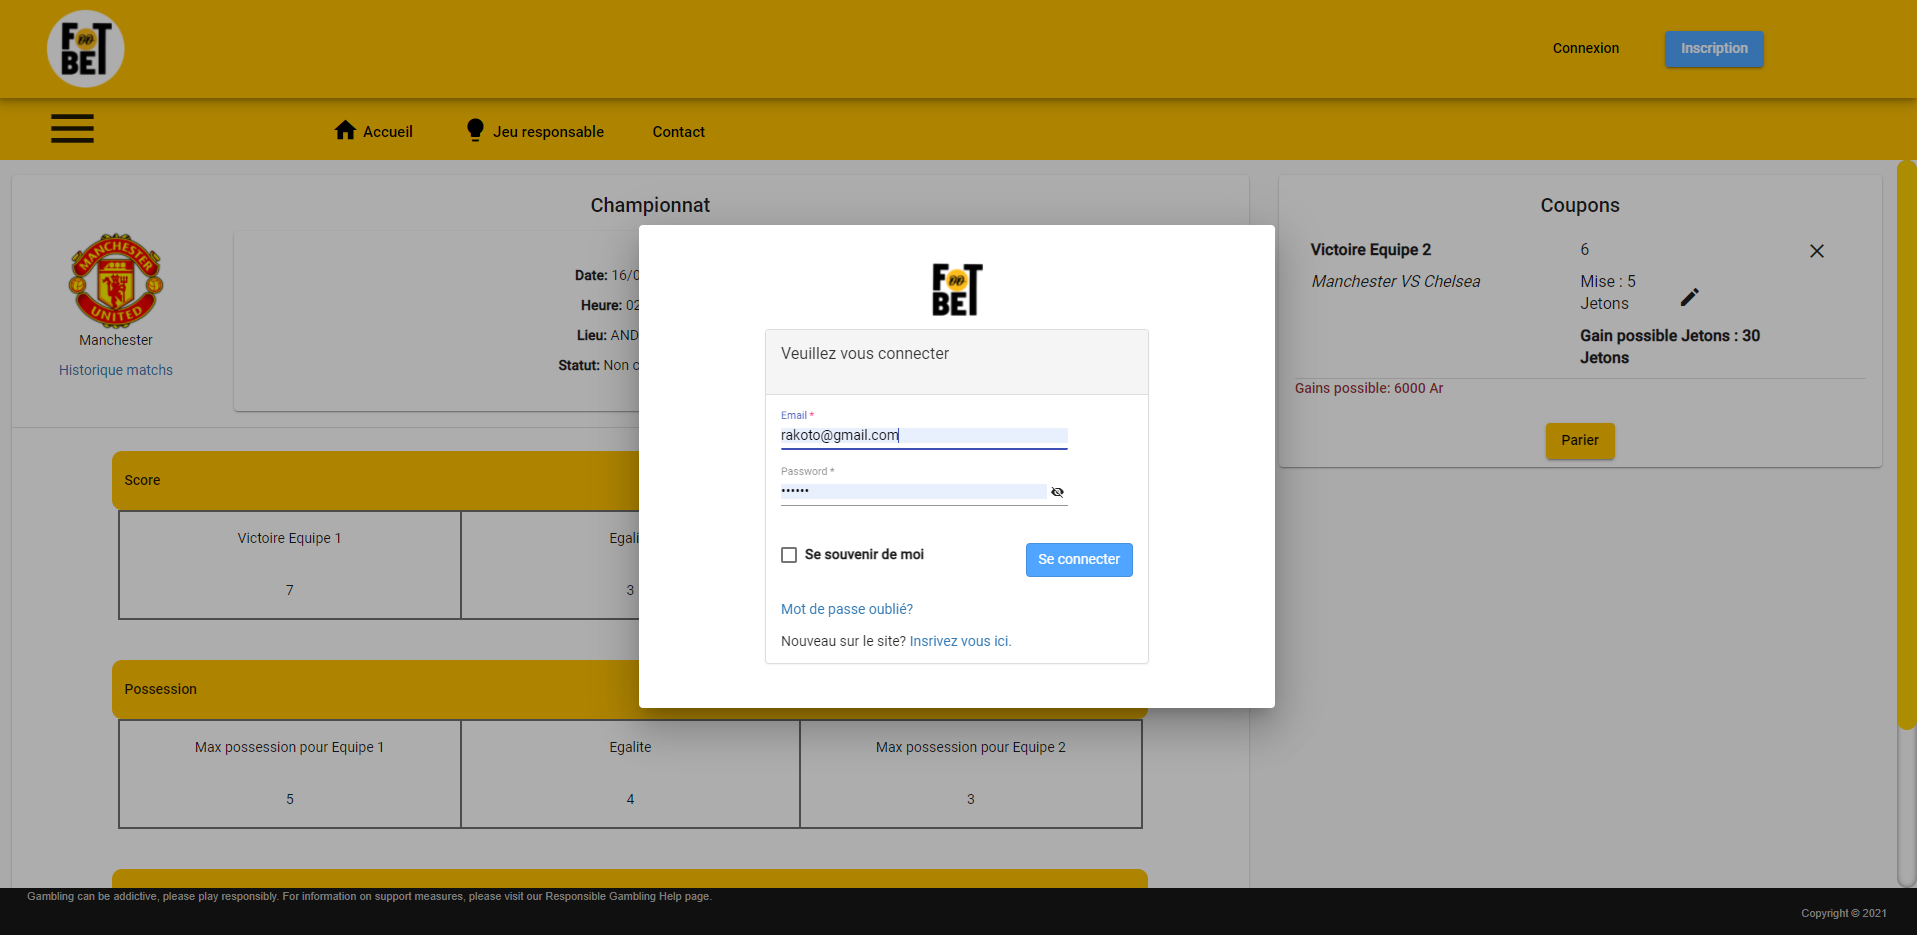 FOOT
BET
Connexion
Inscription
Accueil
Jeu responsable
Contact
Championnat
MANCHESTER
UNITED
Manchester
Historique matchs
Date: 16/0
Heure: 02
Lieu: AND
Statut: Non c
Coupons
Victoire Equipe 2
6
Manchester VS Chelsea
Mise : 5
Jetons
Gain possible Jetons : 30
Jetons
Gains possible: 6000 Ar
Parier
FOOT
BET
Veuillez vous connecter
Email *
rakoto@gmail.com
Password *
••••••
Se souvenir de moi
Se connecter
Mot de passe oublié?
Nouveau sur le site? Insrivez vous ici.
Score
Victoire Equipe 1
Egali
7
3
Possession
Max possession pour Equipe 1
Egalite
Max possession pour Equipe 2
5
4
3
Gambling can be addictive, please play responsibly. For information on support measures, please visit our Responsible Gambling Help page.
Copyright © 2021